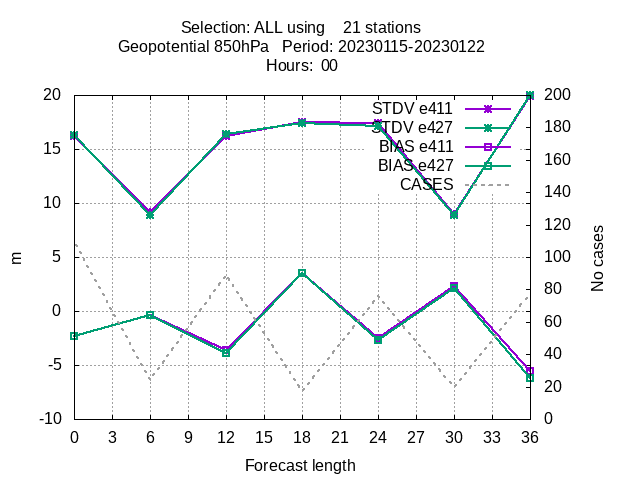 Selection: ALL using    21 stations
Geopotential 850hPa   Period: 20230115-20230122
Hours:  00
STDV e411
STDV e427
BIAS e411
BIAS e427
CASES
20
15
10
5
0
-5
-10
m
200
180
160
140
120
100
80
60
40
20
0
No cases
0 3 6 9 12 15 18 21 24 27 30 33 36
Forecast length